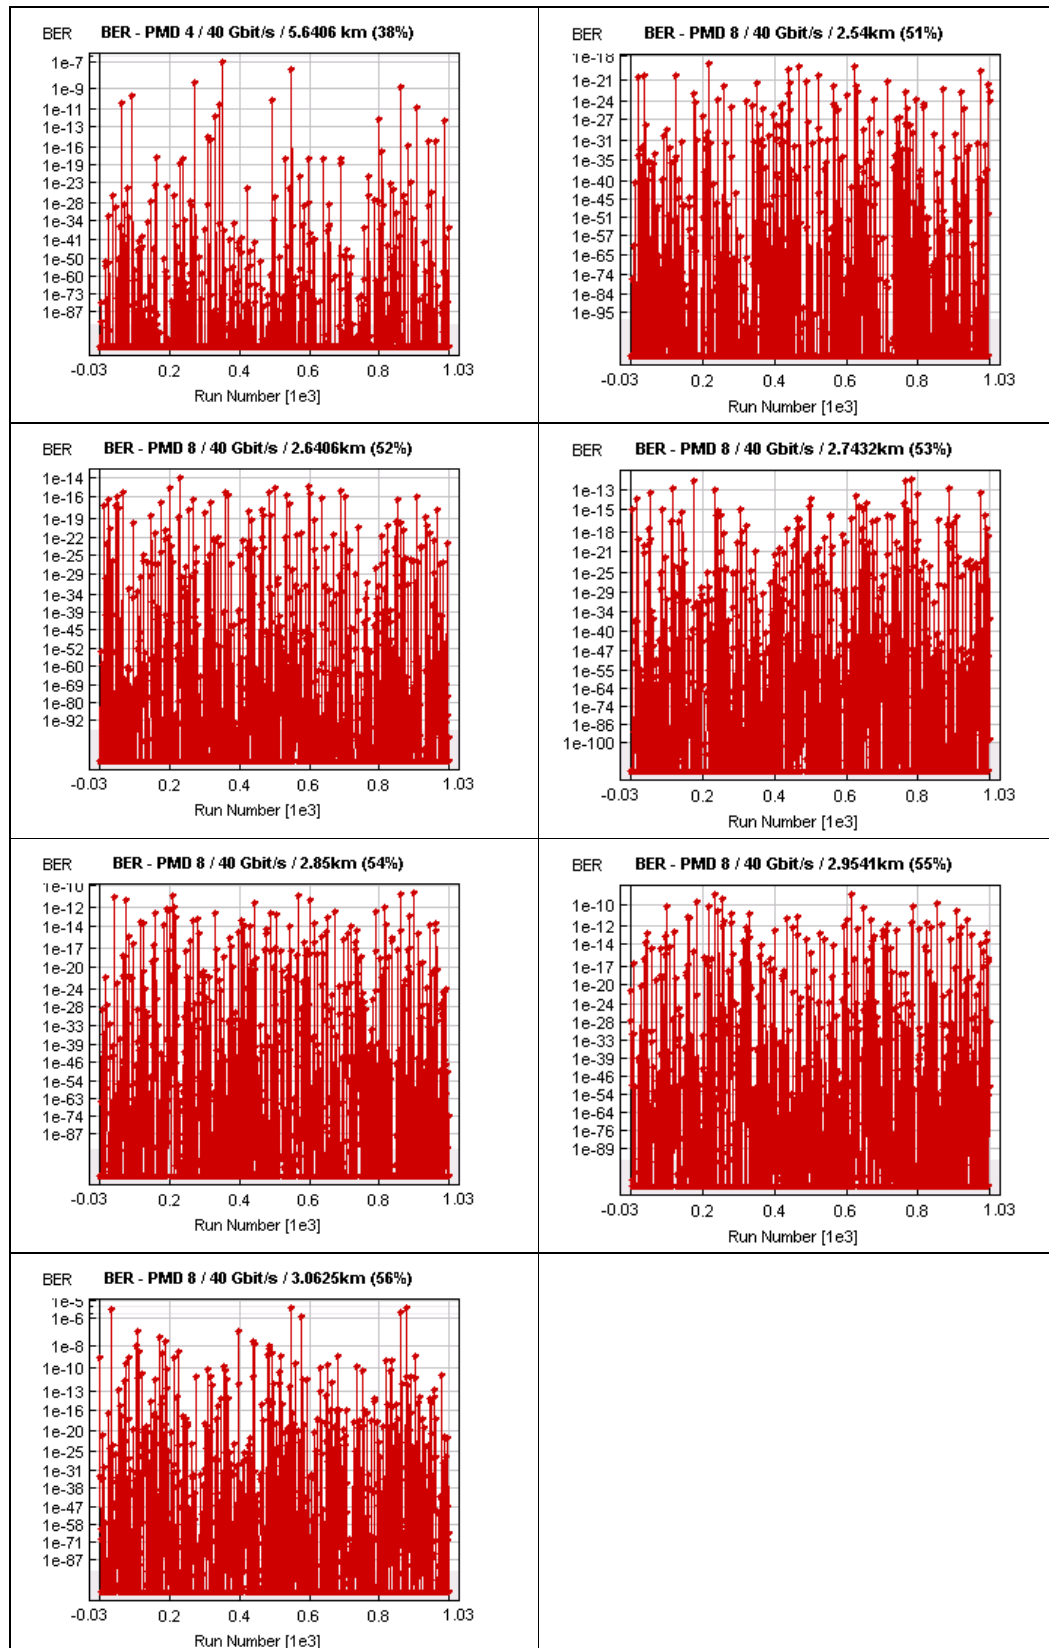 BER BER - PMD 4 / 40 Gbit/s / 5.6406 km (38%)
1e-7
1e-9
1e-11
1e-13
1e-16
1e-19
1e-23
1e-28
1e-34
1e-41
1e-50
1e-60
1e-73
1e-87
-0.03 0.2 0.4 0.6 0.8 1.03
Run Number [1e3]
BER BER - PMD 8 / 40 Gbit/s / 2.54km (51%)
1e-18
1e-21
1e-24
1e-27
1e-31
1e-35
1e-40
1e-45
1e-51
1e-57
1e-65
1e-74
1e-84
1e-95
-0.03 0.2 0.4 0.6 0.8 1.03
Run Number [1e3]
BER BER - PMD 8 / 40 Gbit/s / 2.6406km (52%)
1e-14
1e-16
1e-19
1e-22
1e-25
1e-29
1e-34
1e-39
1e-45
1e-52
1e-60
1e-69
1e-80
1e-92
-0.03 0.2 0.4 0.6 0.8 1.03
Run Number [1e3]
BER BER - PMD 8 / 40 Gbit/s / 2.7432km (53%)
1e-13
1e-15
1e-18
1e-21
1e-25
1e-29
1e-34
1e-40
1e-47
1e-55
1e-64
1e-74
1e-86
1e-100
-0.03 0.2 0.4 0.6 0.8 1.03
Run Number [1e3]
BER BER - PMD 8 / 40 Gbit/s / 2.85km (54%)
1e-10
1e-12
1e-14
1e-17
1e-20
1e-24
1e-28
1e-33
1e-39
1e-46
1e-54
1e-63
1e-74
1e-87
-0.03 0.2 0.4 0.6 0.8 1.03
Run Number [1e3]
BER BER - PMD 8 / 40 Gbit/s / 2.9541km (55%)
1e-10
1e-12
1e-14
1e-17
1e-20
1e-24
1e-28
1e-33
1e-39
1e-46
1e-54
1e-64
1e-76
1e-89
-0.03 0.2 0.4 0.6 0.8 1.03
Run Number [1e3]
BER BER - PMD 8 / 40 Gbit/s / 3.0625km (56%)
1e-5
1e-6
1e-8
1e-10
1e-13
1e-16
1e-20
1e-25
1e-31
1e-38
1e-47
1e-58
1e-71
1e-87
-0.03 0.2 0.4 0.6 0.8 1.03
Run Number [1e3]